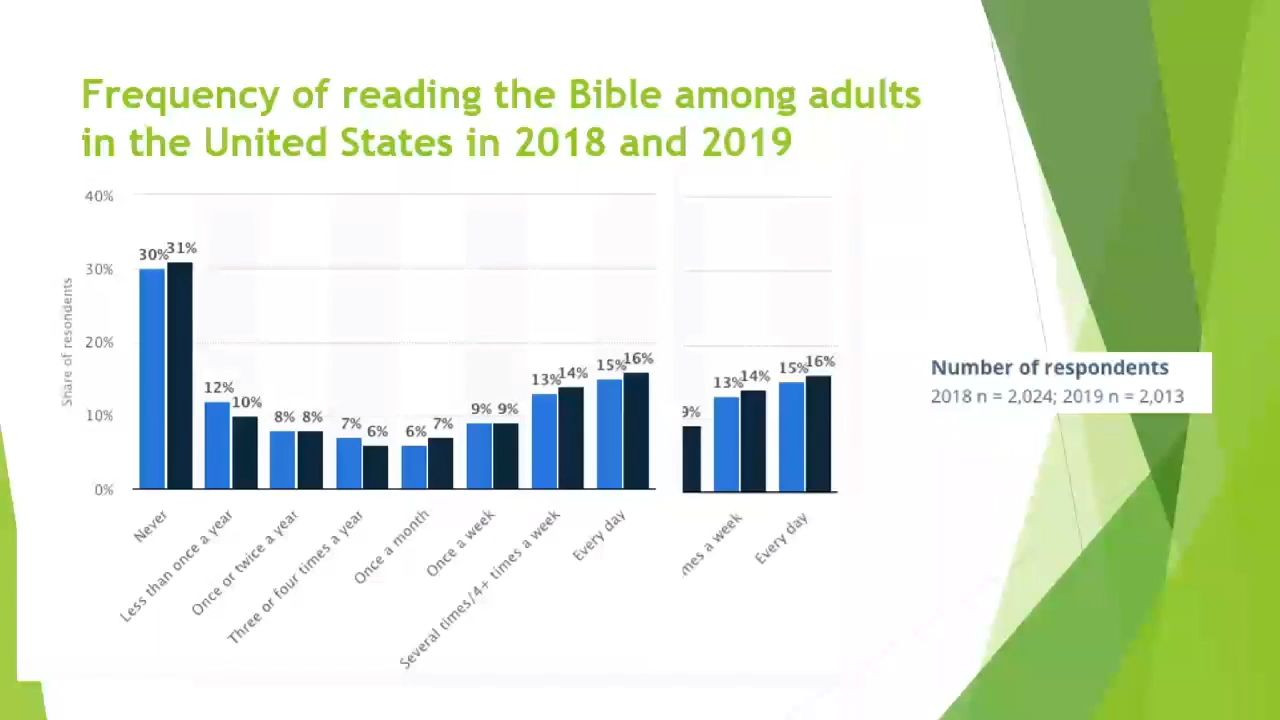 Frequency of reading the Bible among adults
in the United States in 2018 and 2019
Share of resondents
40%
30%
20%
10%
0%
30% 31%
12% 10%
8% 8%
7% 6%
6% 7%
9% 9%
13% 14%
15% 16%
Never
Less than once a year
Once or twice a year
Three or four times a year
Once a month
Once a week
Several times/4+ times a week
Every day
9%
13% 14%
15% 16%
mes a week
Every day
Number of respondents
2018 n = 2,024; 2019 n = 2,013